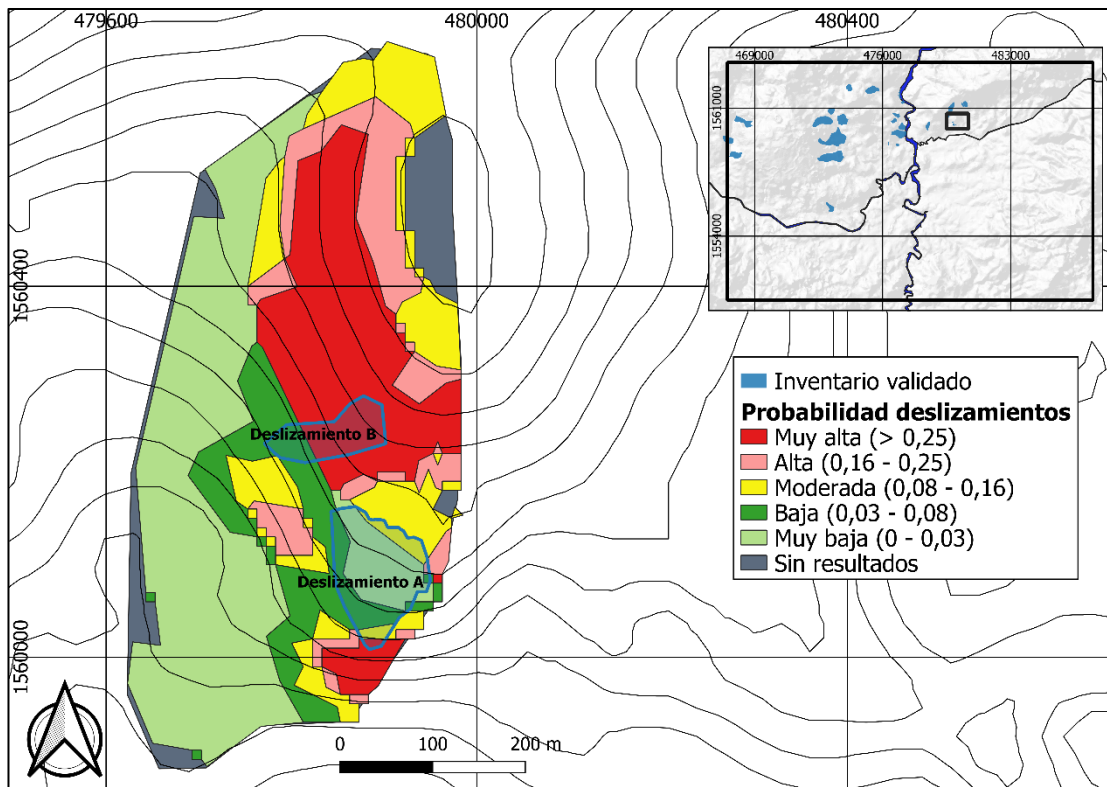 479600
480000
480400
469000
476000
483000
1561000
1554000
1560400
1560000
Inventario validado
Probabilidad deslizamientos
Muy alta (> 0,25)
Alta (0,16 - 0,25)
Moderada (0,08 - 0,16)
Baja (0,03 - 0,08)
Muy baja (0 - 0,03)
Sin resultados
Deslizamiento B
Deslizamiento A
0
100
200 m